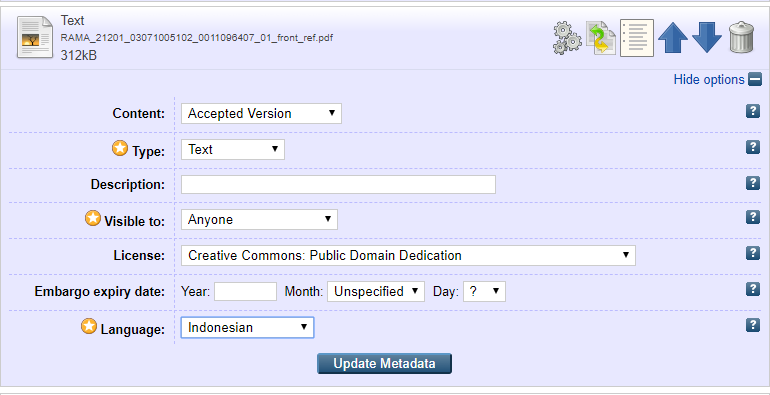 Text
RAMA_21201_03071005102_0011096407_01_front_ref.pdf
312kB
Hide options
Content: Accepted Version ?
Type: Text ?
Description: ?
Visible to: Anyone ?
License: Creative Commons: Public Domain Dedication ?
Embargo expiry date: Year: Month: Unspecified Day: ? ?
Language: Indonesian ?
Update Metadata